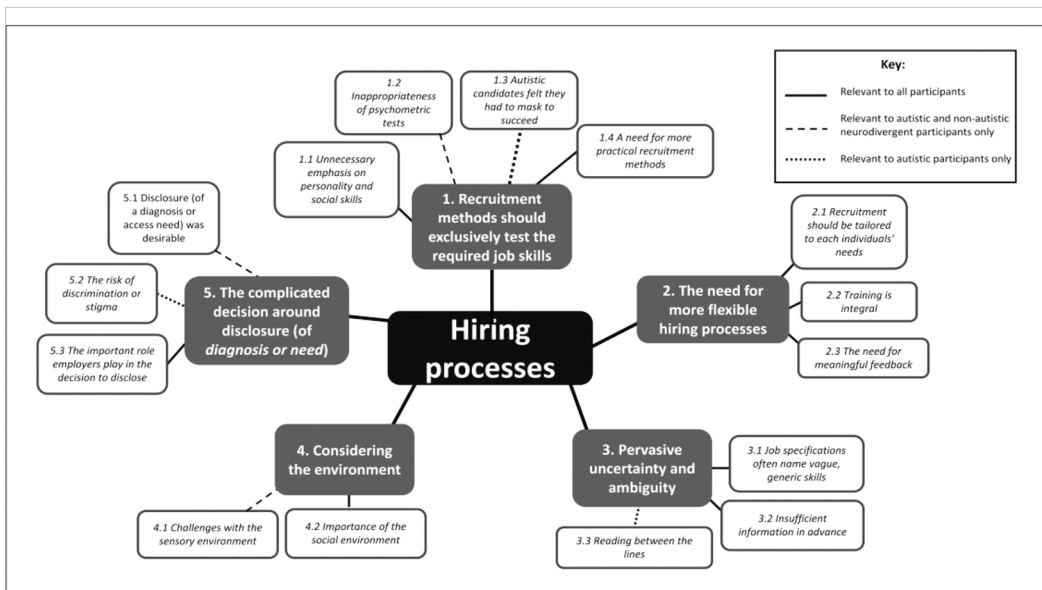 Key:
Relevant to all participants
Relevant to autistic and non-autistic
neurodivergent participants only
Relevant to autistic participants only
1.2
Inappropriateness
of psychometric
tests
1.3 Autistic
candidates felt they
had to mask to
succeed
1.1 Unnecessary
emphasis on
personality and
social skills
1.4 A need for more
practical recruitment
methods
1. Recruitment
methods should
exclusively test the
required job skills
5.1 Disclosure (of
a diagnosis or
access need) was
desirable
5.2 The risk of
discrimination or
stigma
5.3 The important role
employers play in the
decision to disclose
5. The complicated
decision around
disclosure (of
diagnosis or need)
Hiring
processes
2. The need for
more flexible
hiring processes
2.1 Recruitment
should be tailored
to each individuals’
needs
2.2 Training is
integral
2.3 The need for
meaningful feedback
4. Considering
the environment
4.1 Challenges with the
sensory environment
4.2 Importance of the
social environment
3. Pervasive
uncertainty and
ambiguity
3.1 Job specifications
often name vague,
generic skills
3.2 Insufficient
information in advance
3.3 Reading between the
lines